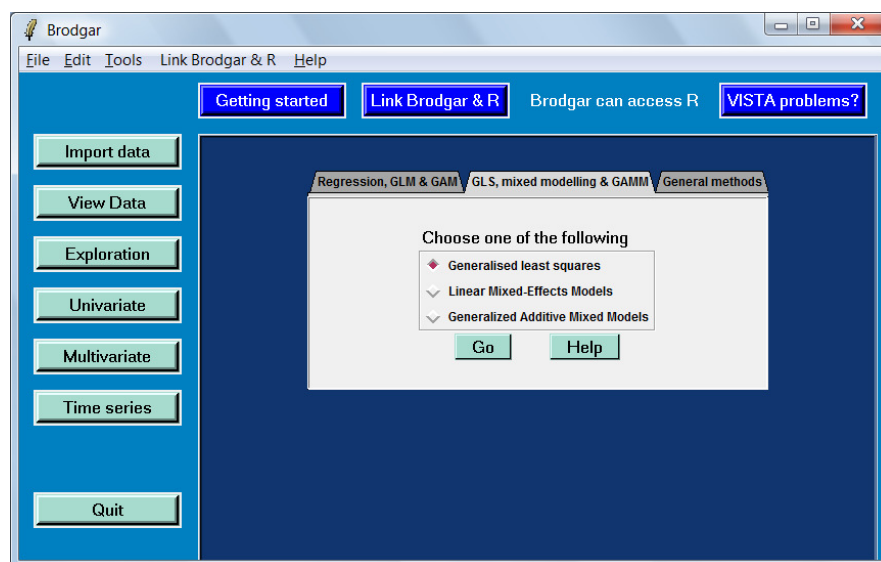 Brodgar
File Edit Tools Link Brodgar & R Help
Getting started Link Brodgar & R Brodgar can access R VISTA problems?
Import data
View Data
Exploration
Univariate
Multivariate
Time series
Quit
Regression, GLM & GAM GLS, mixed modelling & GAMM General methods
Choose one of the following
Generalised least squares
Linear Mixed-Effects Models
Generalized Additive Mixed Models
Go Help